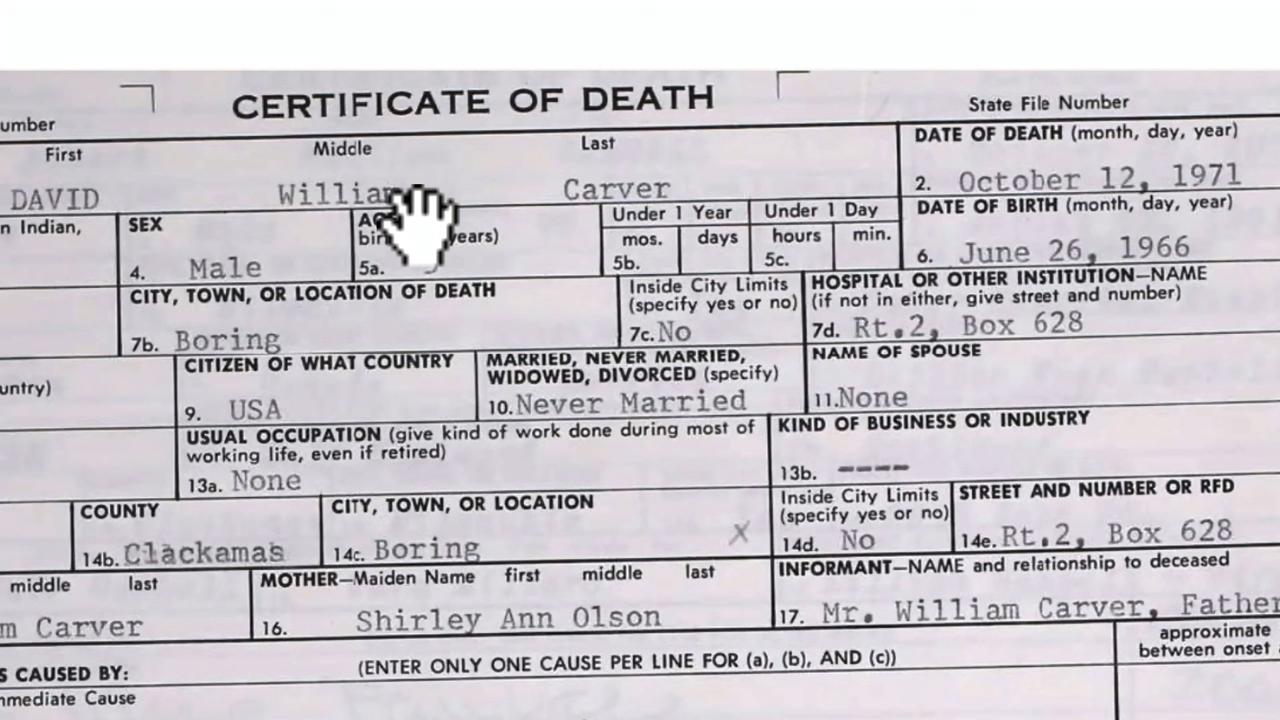 CERTIFICATE OF DEATH
State File Number
umber
First Middle Last
DATE OF DEATH (month, day, year)
DAVID William Carver
2. October 12, 1971
n Indian,
SEX
4. Male
5a.
Under 1 Year
mos. days
5b.
Under 1 Day
hours min.
5c.
DATE OF BIRTH (month, day, year)
6. June 26, 1966
CITY, TOWN, OR LOCATION OF DEATH
7b. Boring
Inside City Limits
(specify yes or no)
7c. No
HOSPITAL OR OTHER INSTITUTION—NAME
(if not in either, give street and number)
7d. Rt.2, Box 628
untry)
CITIZEN OF WHAT COUNTRY
9. USA
MARRIED, NEVER MARRIED,
WIDOWED, DIVORCED (specify)
10. Never Married
NAME OF SPOUSE
11. None
USUAL OCCUPATION (give kind of work done during most of
working life, even if retired)
13a. None
KIND OF BUSINESS OR INDUSTRY
13b. ----
COUNTY
14b. Clackamas
CITY, TOWN, OR LOCATION
14c. Boring
X
Inside City Limits
(specify yes or no)
14d. No
STREET AND NUMBER OR RFD
14e. Rt.2, Box 628
middle last
m Carver
MOTHER—Maiden Name first middle last
16. Shirley Ann Olson
INFORMANT—NAME and relationship to deceased
17. Mr. William Carver, Father
S CAUSED BY:
(ENTER ONLY ONE CAUSE PER LINE FOR (a), (b), AND (c))
approximate
between onset
mmediate Cause